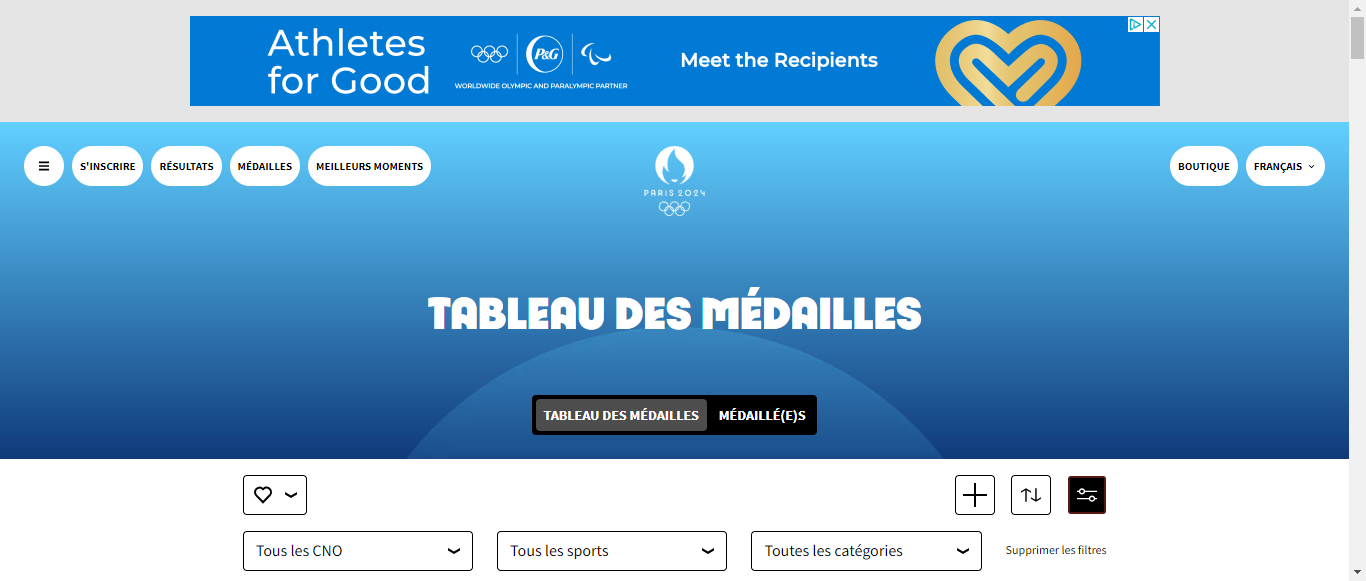 Athletes
for Good
P&G
WORLDWIDE OLYMPIC AND PARALYMPIC PARTNER
Meet the Recipients
S'INSCRIRE
RÉSULTATS
MÉDAILLES
MEILLEURS MOMENTS
PARIS 2024
BOUTIQUE
FRANÇAIS
TABLEAU DES MÉDAILLES
TABLEAU DES MÉDAILLES
MÉDAILLÉ(E)S
Tous les CNO
Tous les sports
Toutes les catégories
Supprimer les filtres